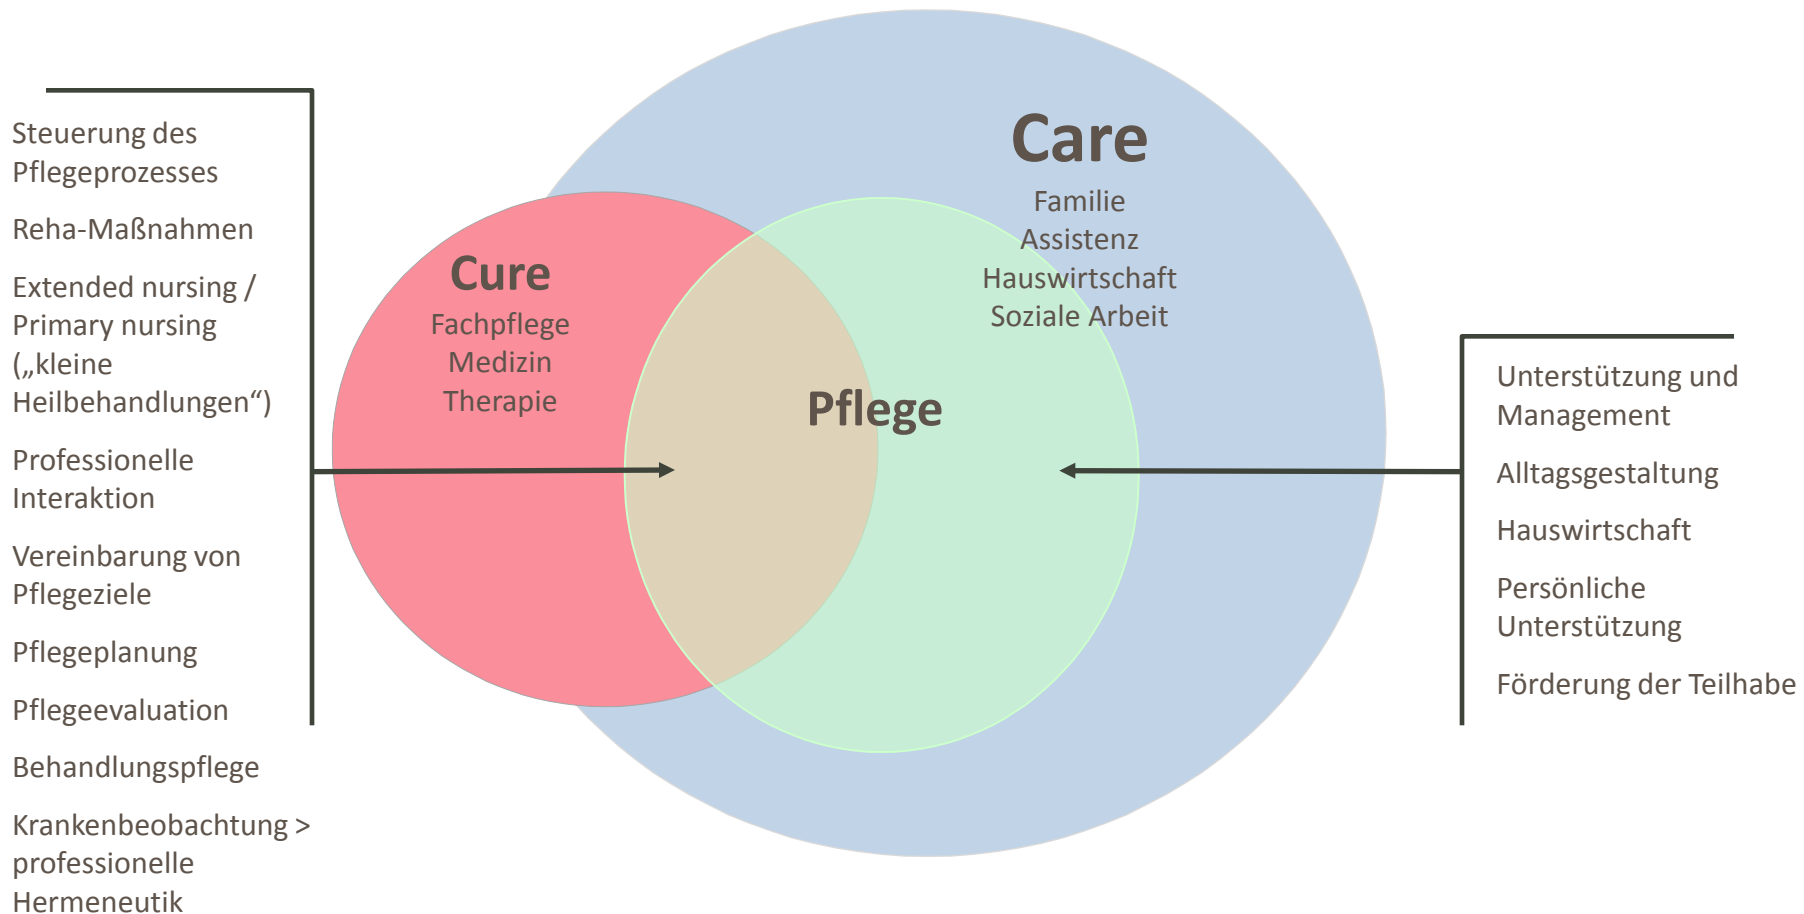 Steuerung des
Pflegeprozesses
Reha-Maßnahmen
Extended nursing /
Primary nursing
(„kleine
Heilbehandlungen“)
Professionelle
Interaktion
Vereinbarung von
Pflegeziele
Pflegeplanung
Pflegeevaluation
Behandlungspflege
Krankenbeobachtung >
professionelle
Hermeneutik
Cure
Fachpflege
Medizin
Therapie
Pflege
Care
Familie
Assistenz
Hauswirtschaft
Soziale Arbeit
Unterstützung und
Management
Alltagsgestaltung
Hauswirtschaft
Persönliche
Unterstützung
Förderung der Teilhabe